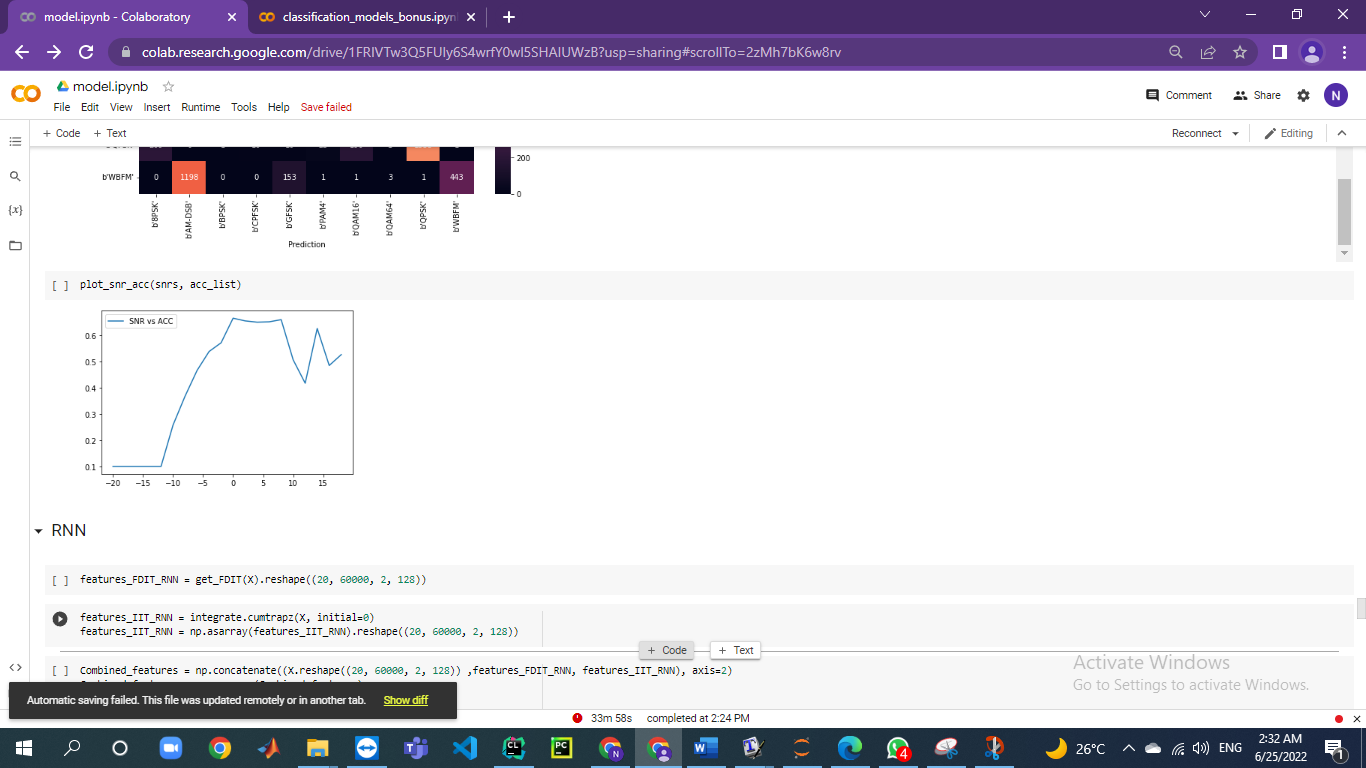 model.ipynb - Colaboratory
classification_models_bonus.ipyn
colab.research.google.com/drive/1FRlVTw3Q5FUly6S4wrfY0wI5SHAlUWzB?usp=sharing#scrollTo=2zMh7bK6w8rv
model.ipynb
File Edit View Insert Runtime Tools Help Save failed
Comment Share N
+ Code + Text
Reconnect Editing
200
b'WBFM' 0 1198 0 0 153 1 1 3 1 443
0
b'8PSK' b'AM-DSB' b'BPSK' b'CPFSK' b'GFSK' b'PAM4' b'QAM16' b'QAM64' b'QPSK' b'WBFM'
Prediction
[ ] plot_snr_acc(snrs, acc_list)
SNR vs ACC
0.6
0.5
0.4
0.3
0.2
0.1
−20 −15 −10 −5 0 5 10 15
RNN
[ ] features_FDIT_RNN = get_FDIT(X).reshape((20, 60000, 2, 128))
features_IIT_RNN = integrate.cumtrapz(X, initial=0)
features_IIT_RNN = np.asarray(features_IIT_RNN).reshape((20, 60000, 2, 128))
+ Code + Text
[ ] Combined_features = np.concatenate((X.reshape((20, 60000, 2, 128)) ,features_FDIT_RNN, features_IIT_RNN), axis=2)
Activate Windows
Go to Settings to activate Windows.
Automatic saving failed. This file was updated remotely or in another tab. Show diff
33m 58s completed at 2:24 PM
26°C ENG
2:32 AM
6/25/2022